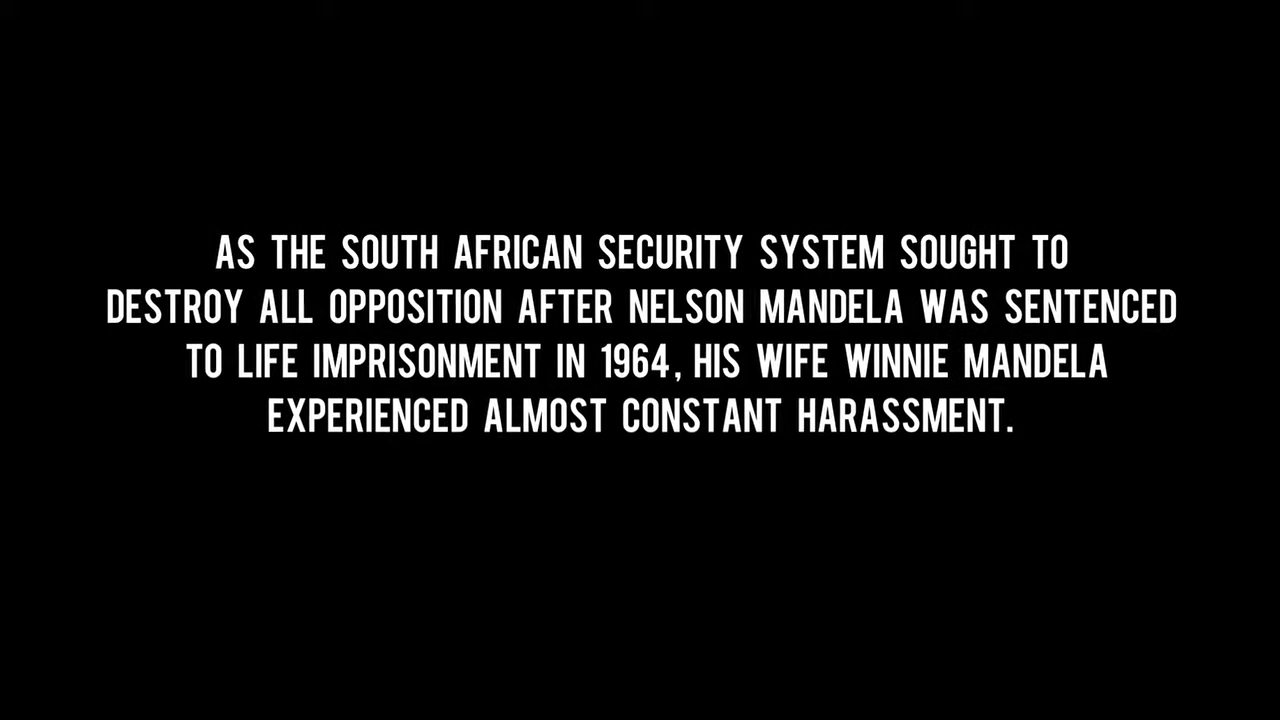 AS THE SOUTH AFRICAN SECURITY SYSTEM SOUGHT TO
DESTROY ALL OPPOSITION AFTER NELSON MANDELA WAS SENTENCED
TO LIFE IMPRISONMENT IN 1964, HIS WIFE WINNIE MANDELA
EXPERIENCED ALMOST CONSTANT HARASSMENT.